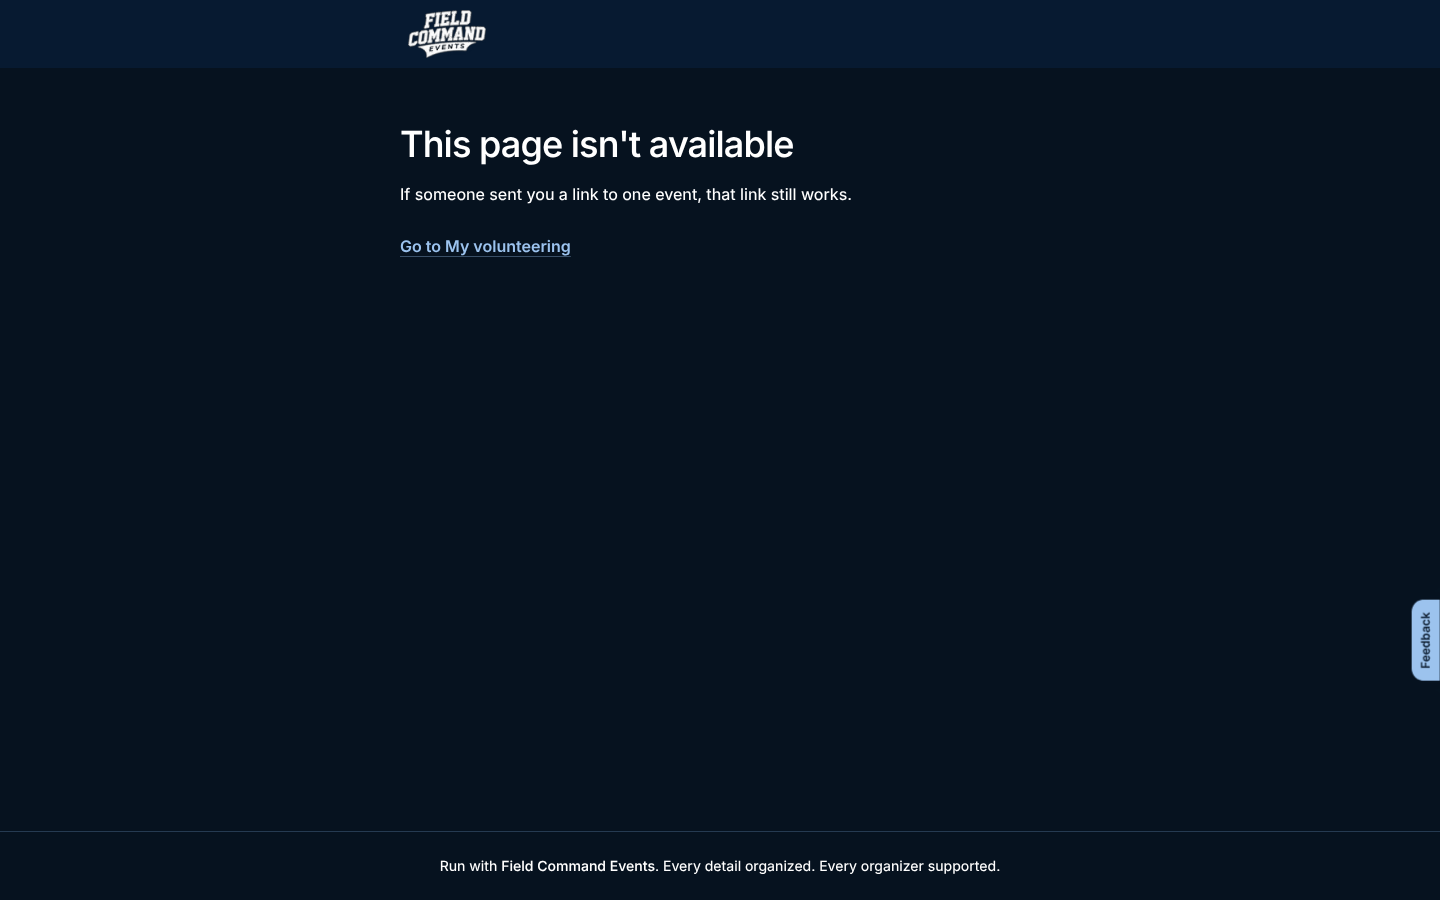 FIELD
COMMAND
EVENTS
This page isn't available
If someone sent you a link to one event, that link still works.
Go to My volunteering
Feedback
Run with Field Command Events. Every detail organized. Every organizer supported.